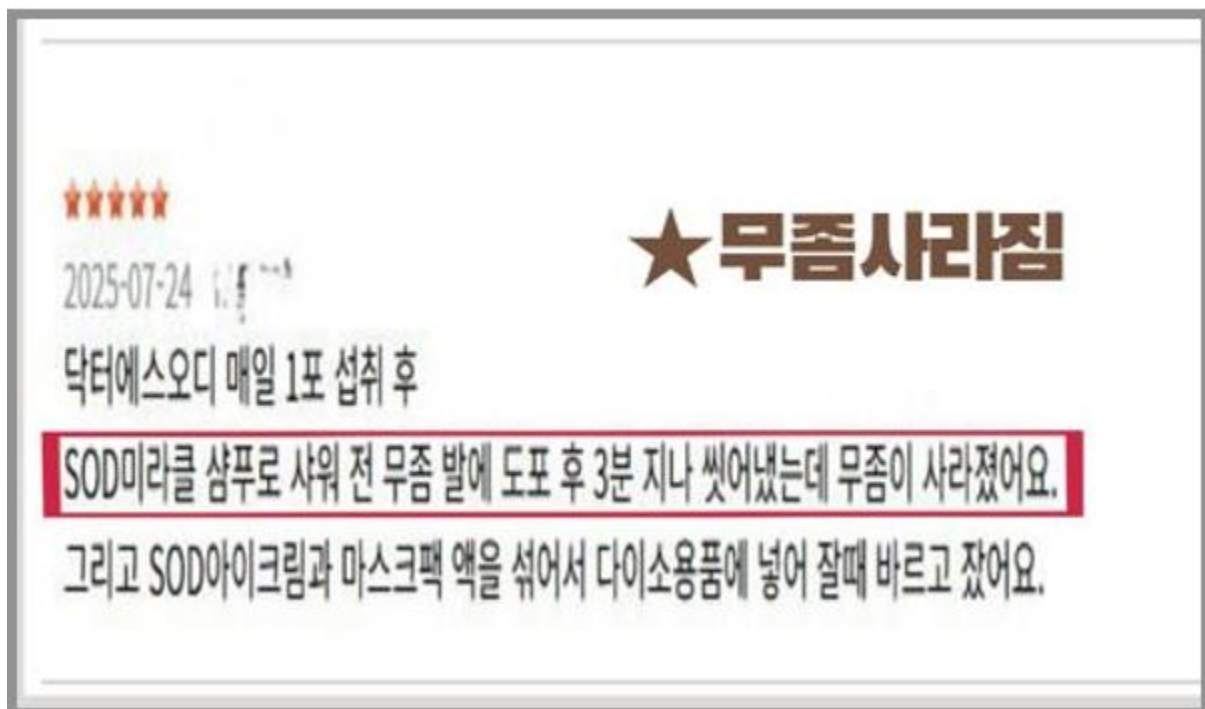 ★★★★★
★무좀사라짐
2025-07-24
닥터에스오디 매일 1포 섭취 후
SOD미라클 샴푸로 샤워 전 무좀 발에 도포 후 3분 지나 씻어냈는데 무좀이 사라졌어요.
그리고 SOD아이크림과 마스크팩 액을 섞어서 다이소용품에 넣어 잘때 바르고 잤어요.